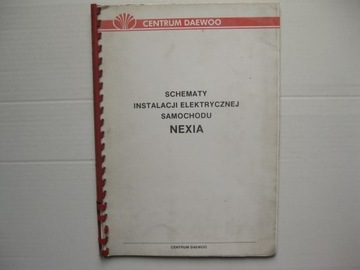 CENTRUM DAEWOO
SCHEMATY
INSTALACJI ELEKTRYCZNEJ
SAMOCHODU
NEXIA
CENTRUM DAEWOO